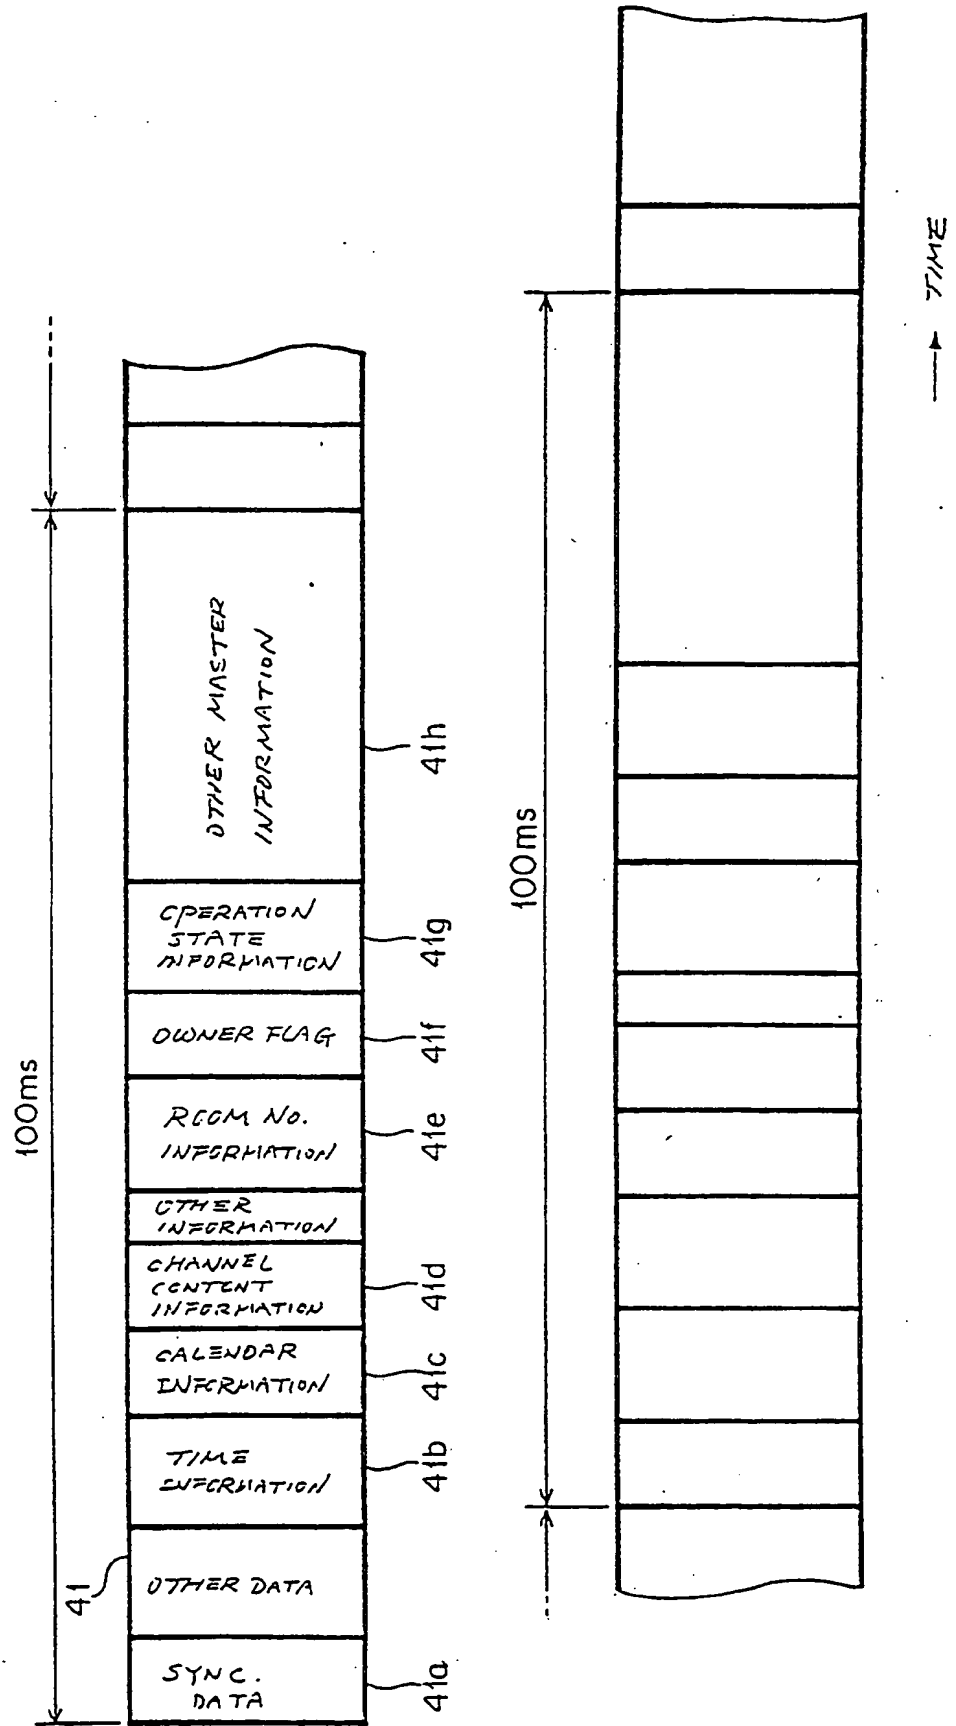 100ms
41
SYNC.
DATA
OTHER DATA
TIME
INFORMATION
CALENDAR
INFORMATION
CHANNEL
CONTENT
INFORMATION
OTHER
INFORMATION
ROOM NO.
INFORMATION
OWNER FLAG
OPERATION
STATE
INFORMATION
OTHER MASTER
INFORMATION
41a
41b
41c
41d
41e
41f
41g
41h
100ms
→ TIME